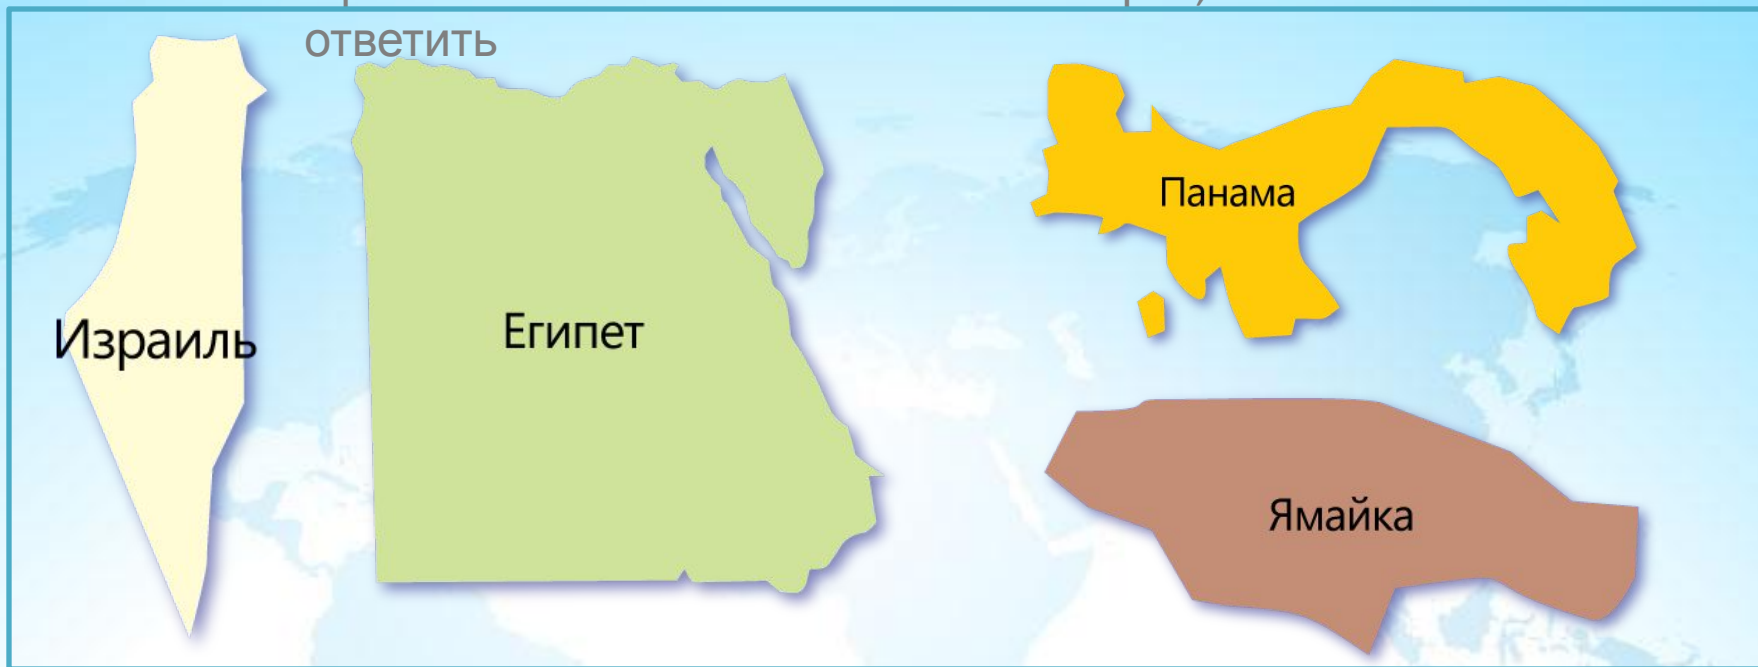 ответить
Израиль
Египет
Панама
Ямайка